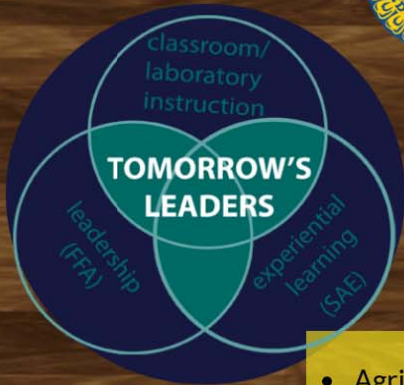 classroom/
laboratory
instruction
TOMORROW'S
LEADERS
leadership
(FFA)
experiential
learning
(SAE)